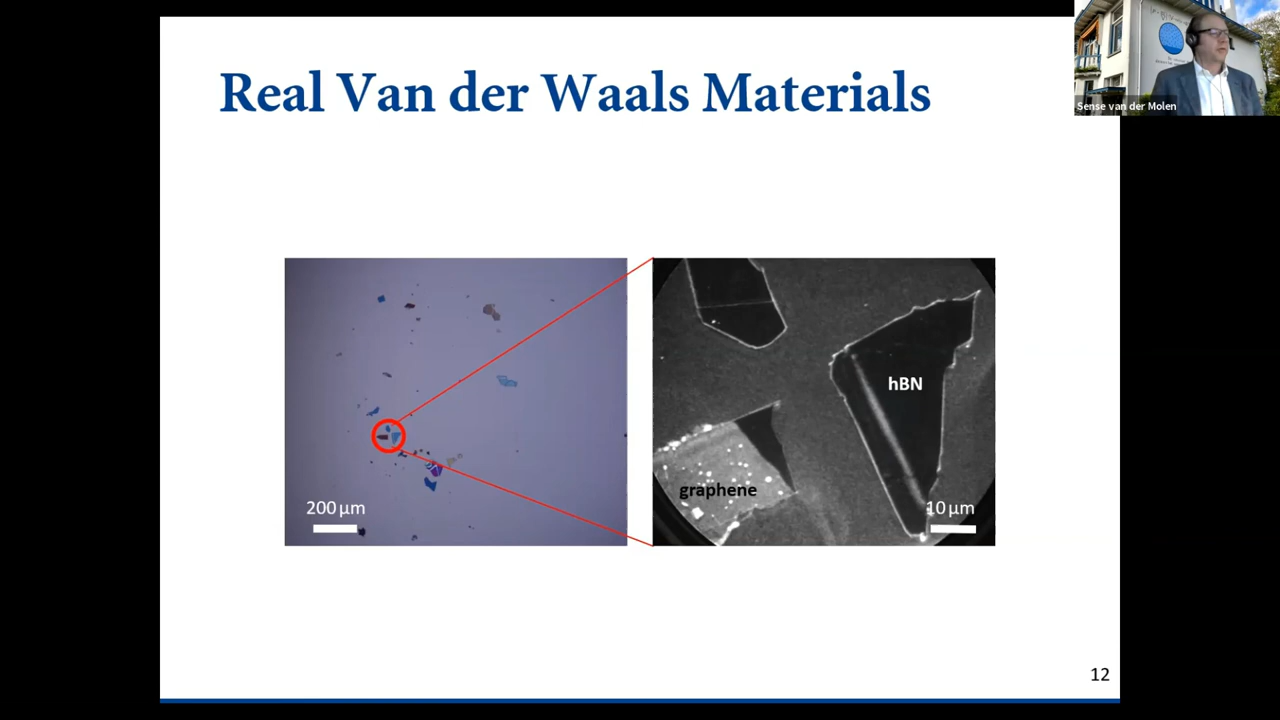 Real Van der Waals Materials
Sense van der Molen
hBN
graphene
200 µm
10 µm
12